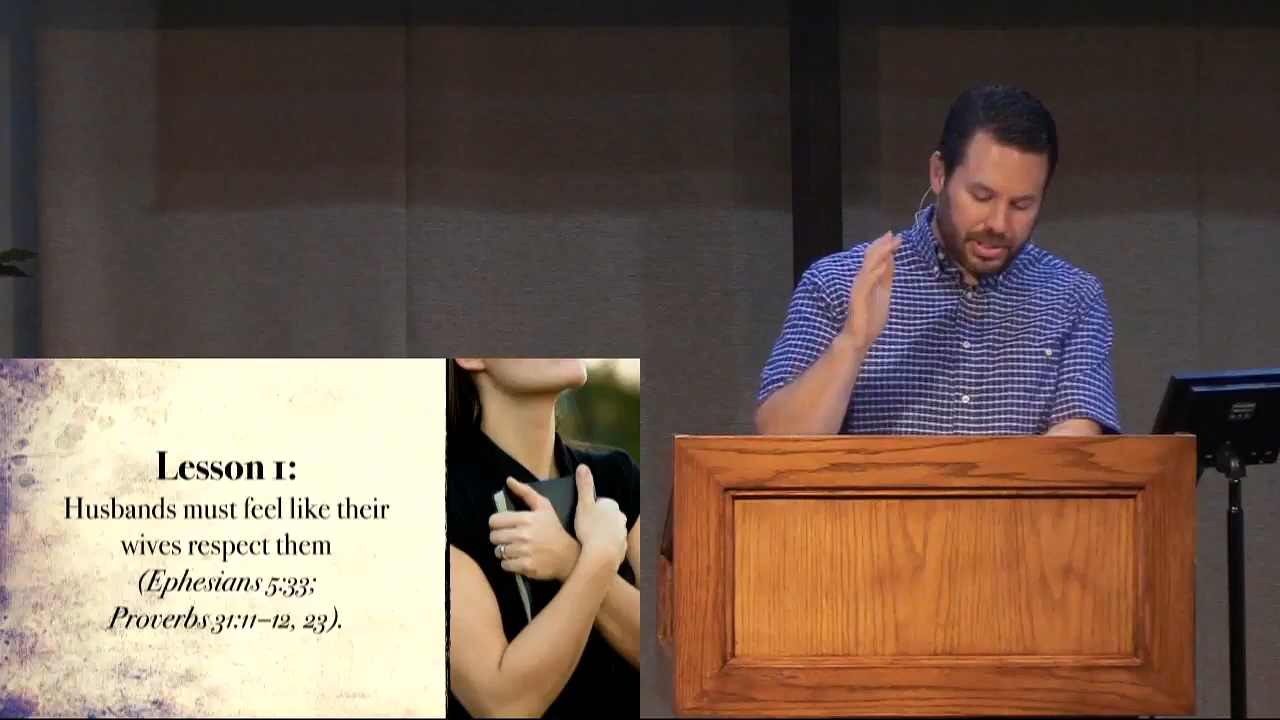 Lesson 1:
Husbands must feel like their
wives respect them
(Ephesians 5:33;
Proverbs 31:11–12, 23).